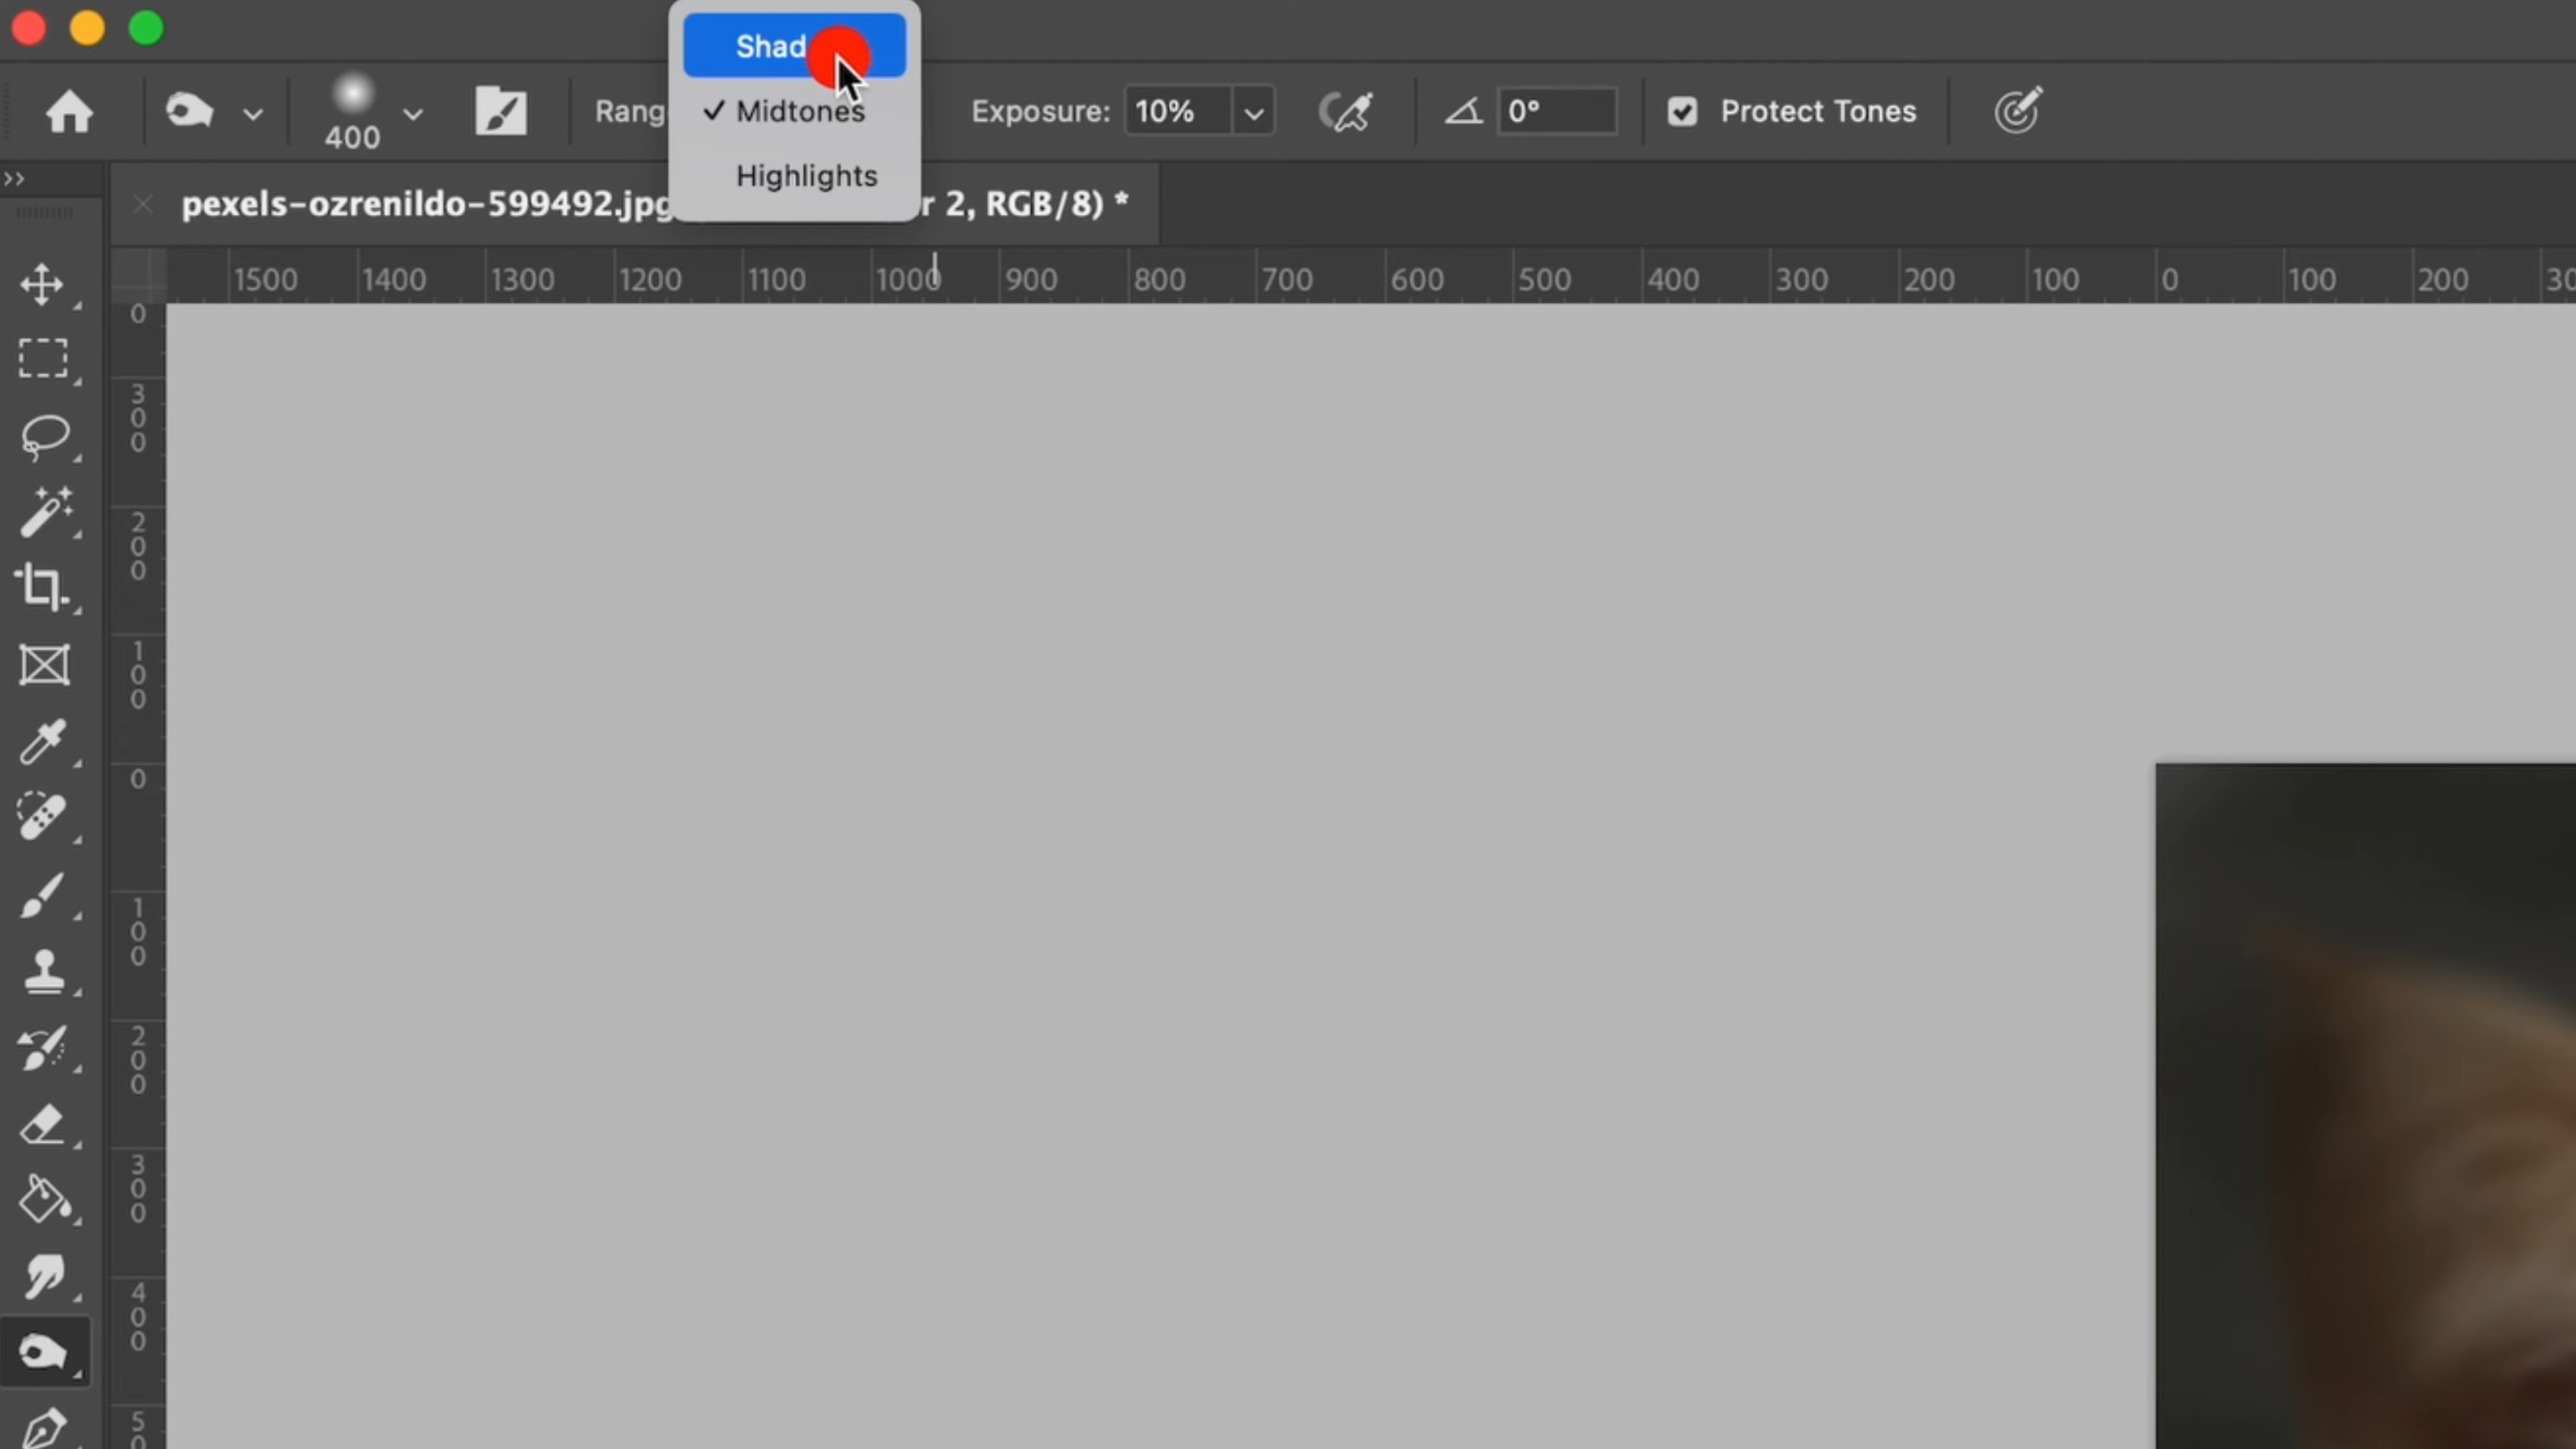 Shad
Midtones
Highlights
400
Rang
Exposure: 10%
0°
Protect Tones
pexels-ozrenildo-599492.jpg
r 2, RGB/8) *
1500 1400 1300 1200 1100 1000 900 800 700 600 500 400 300 200 100 0 100 200 30
0
300
200
100
0
100
200
300
400
50